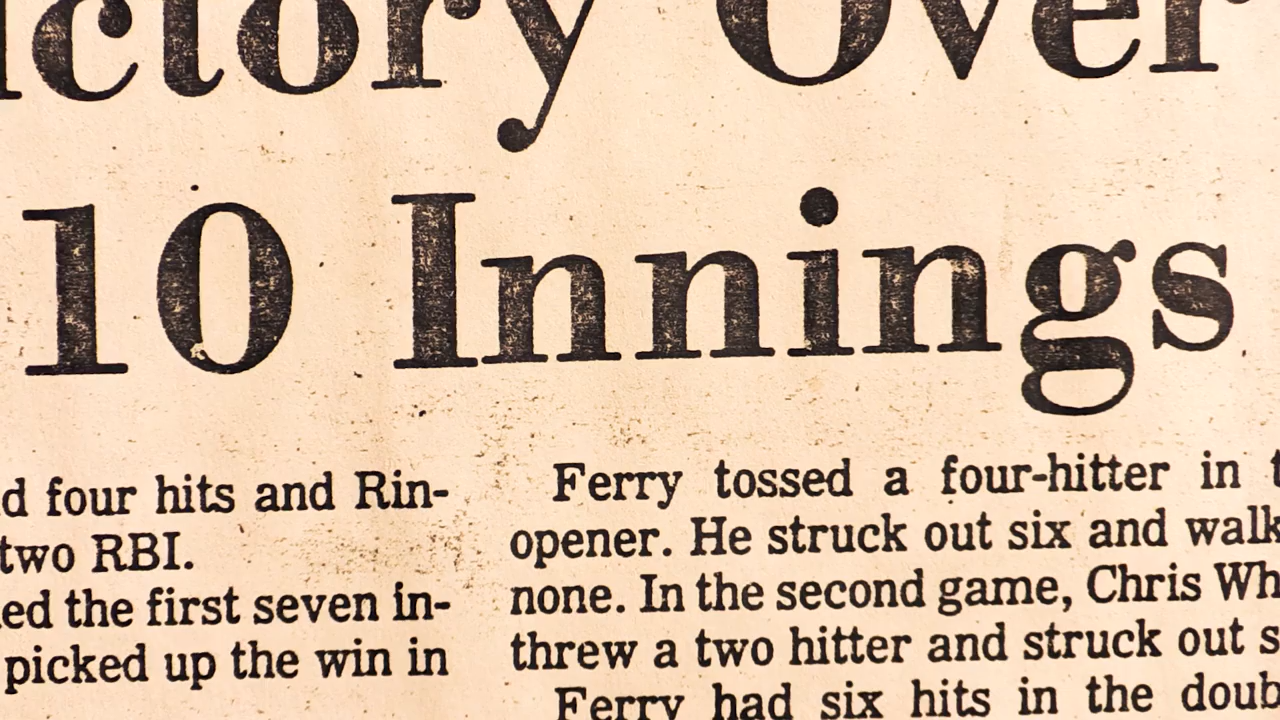 ctory Over
10 Innings
d four hits and Rin-
two RBI.
ed the first seven in-
picked up the win in
Ferry tossed a four-hitter in t
opener. He struck out six and walk
none. In the second game, Chris Wh
threw a two hitter and struck out s
Ferry had six hits in the doub